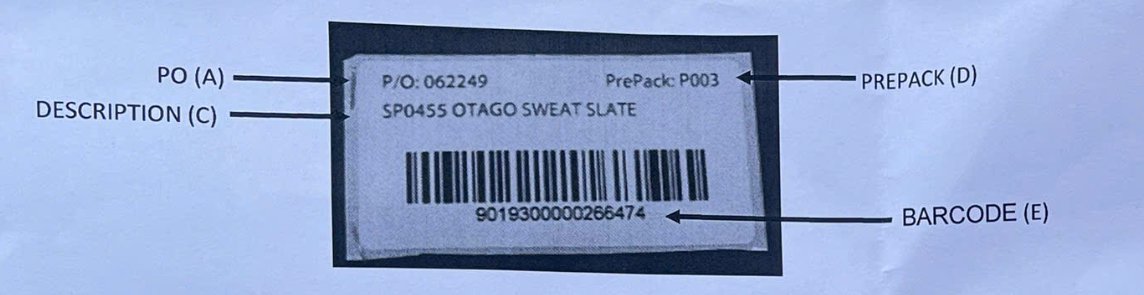 PO (A)
P/O: 062249
PrePack: P003
PREPACK (D)
DESCRIPTION (C)
SP0455 OTAGO SWEAT SLATE
9019300000266474
BARCODE (E)